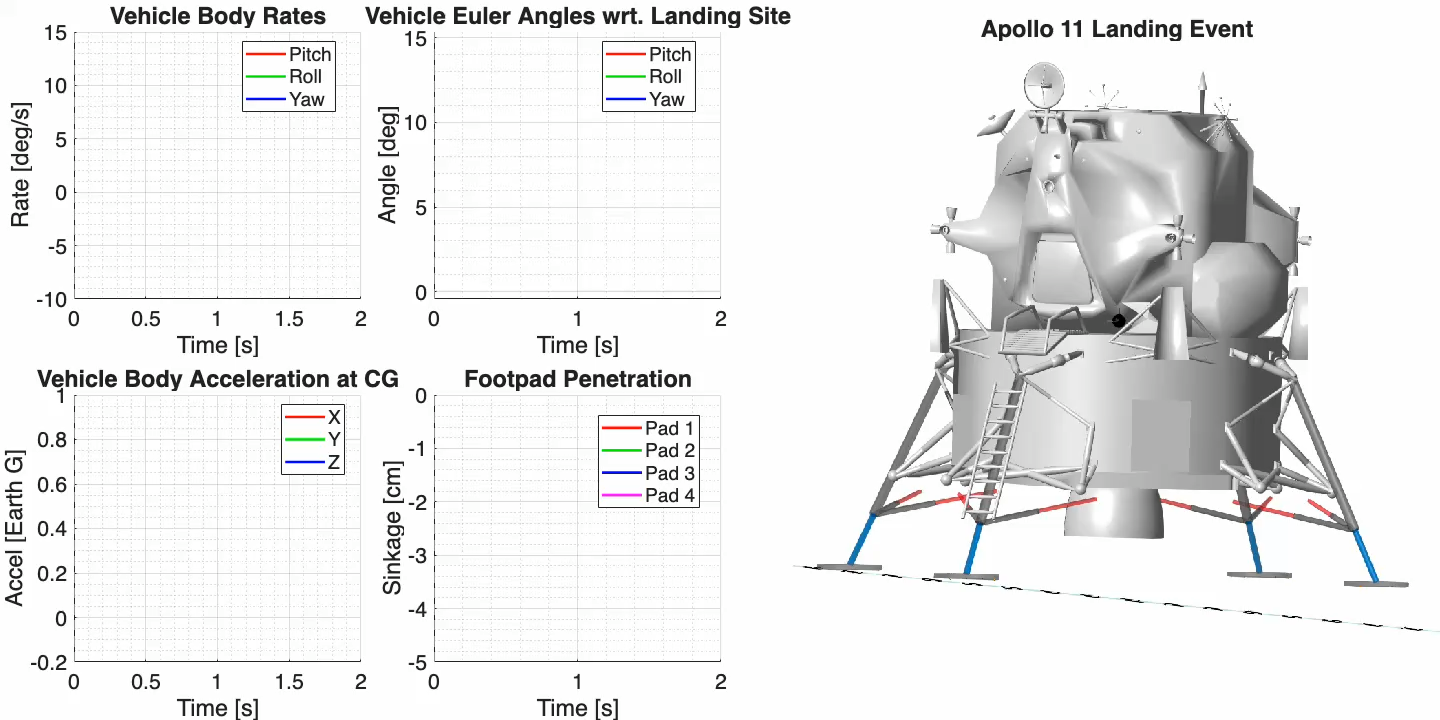 Vehicle Body Rates
15
10
5
0
-5
-10
Rate [deg/s]
0 0.5 1 1.5 2
Time [s]
Pitch
Roll
Yaw
Vehicle Euler Angles wrt. Landing Site
15
10
5
0
Angle [deg]
0 1 2
Time [s]
Pitch
Roll
Yaw
Apollo 11 Landing Event
Vehicle Body Acceleration at CG
1
0.8
0.6
0.4
0.2
0
-0.2
Accel [Earth G]
0 0.5 1 1.5 2
Time [s]
X
Y
Z
Footpad Penetration
0
-1
-2
-3
-4
-5
Sinkage [cm]
0 1 2
Time [s]
Pad 1
Pad 2
Pad 3
Pad 4